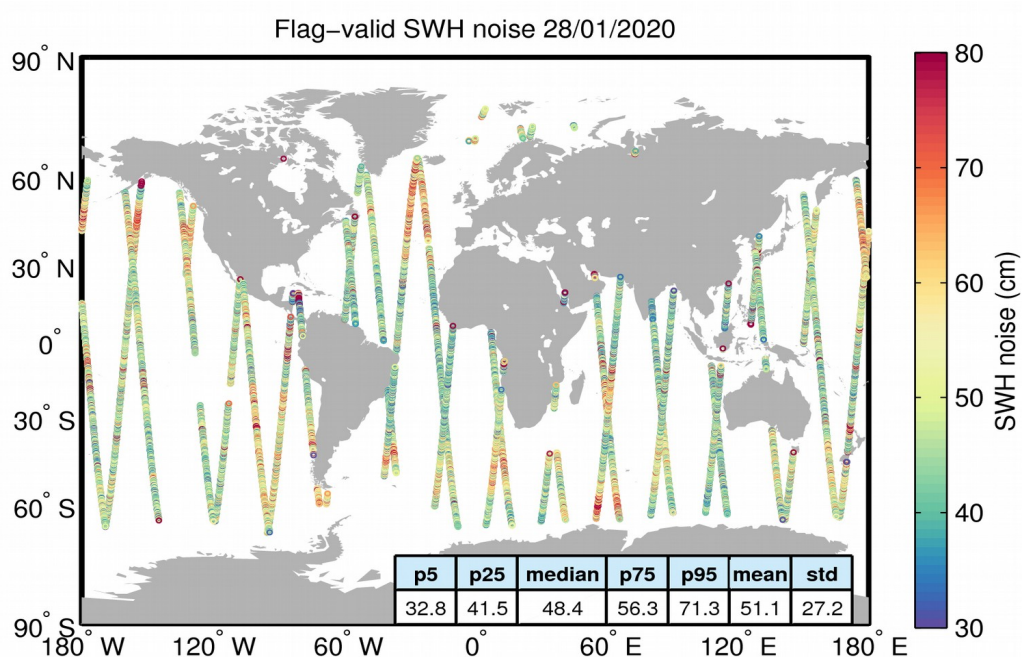 Flag−valid SWH noise 28/01/2020
90° N
60° N
30° N
0°
30° S
60° S
90° S
180° W
120° W
60° W
0°
60° E
120° E
180° E
p5 p25 median p75 p95 mean std
32.8 41.5 48.4 56.3 71.3 51.1 27.2
80
70
60
50
40
30
SWH noise (cm)